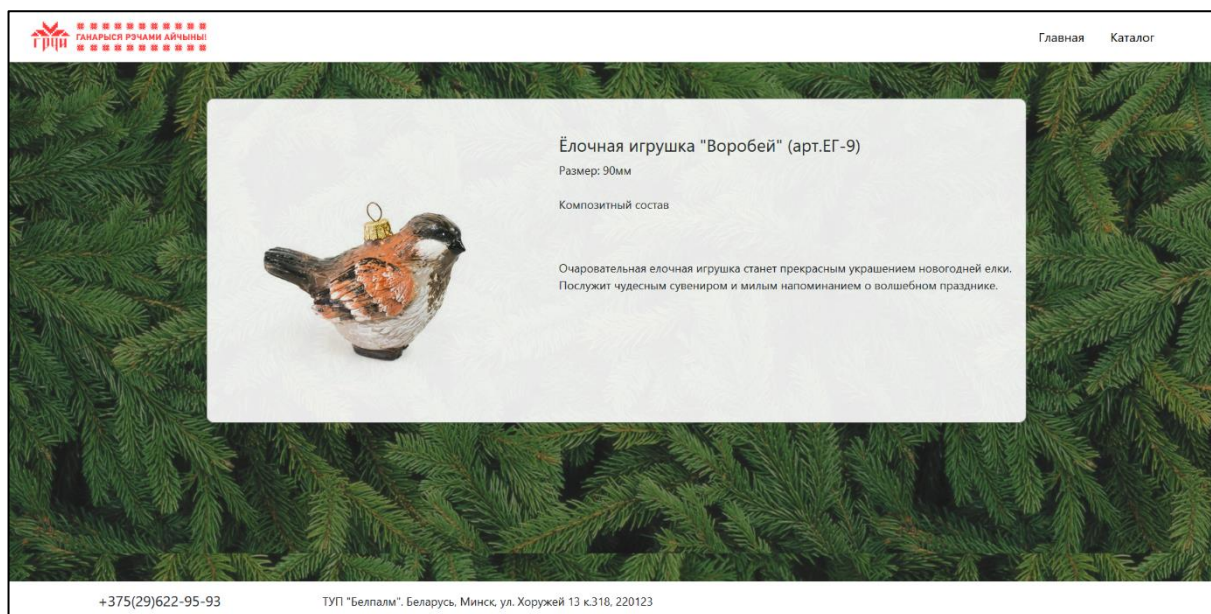 ГРЧИ
ГАНАРЫСЯ РЭЧАМИ АЙЧЫНЫ!
Главная Каталог
Ёлочная игрушка "Воробей" (арт.ЕГ-9)
Размер: 90мм
Композитный состав
Очаровательная елочная игрушка станет прекрасным украшением новогодней елки.
Послужит чудесным сувениром и милым напоминанием о волшебном празднике.
+375(29)622-95-93 ТУП "Белпалм". Беларусь, Минск, ул. Хоружей 13 к.318, 220123